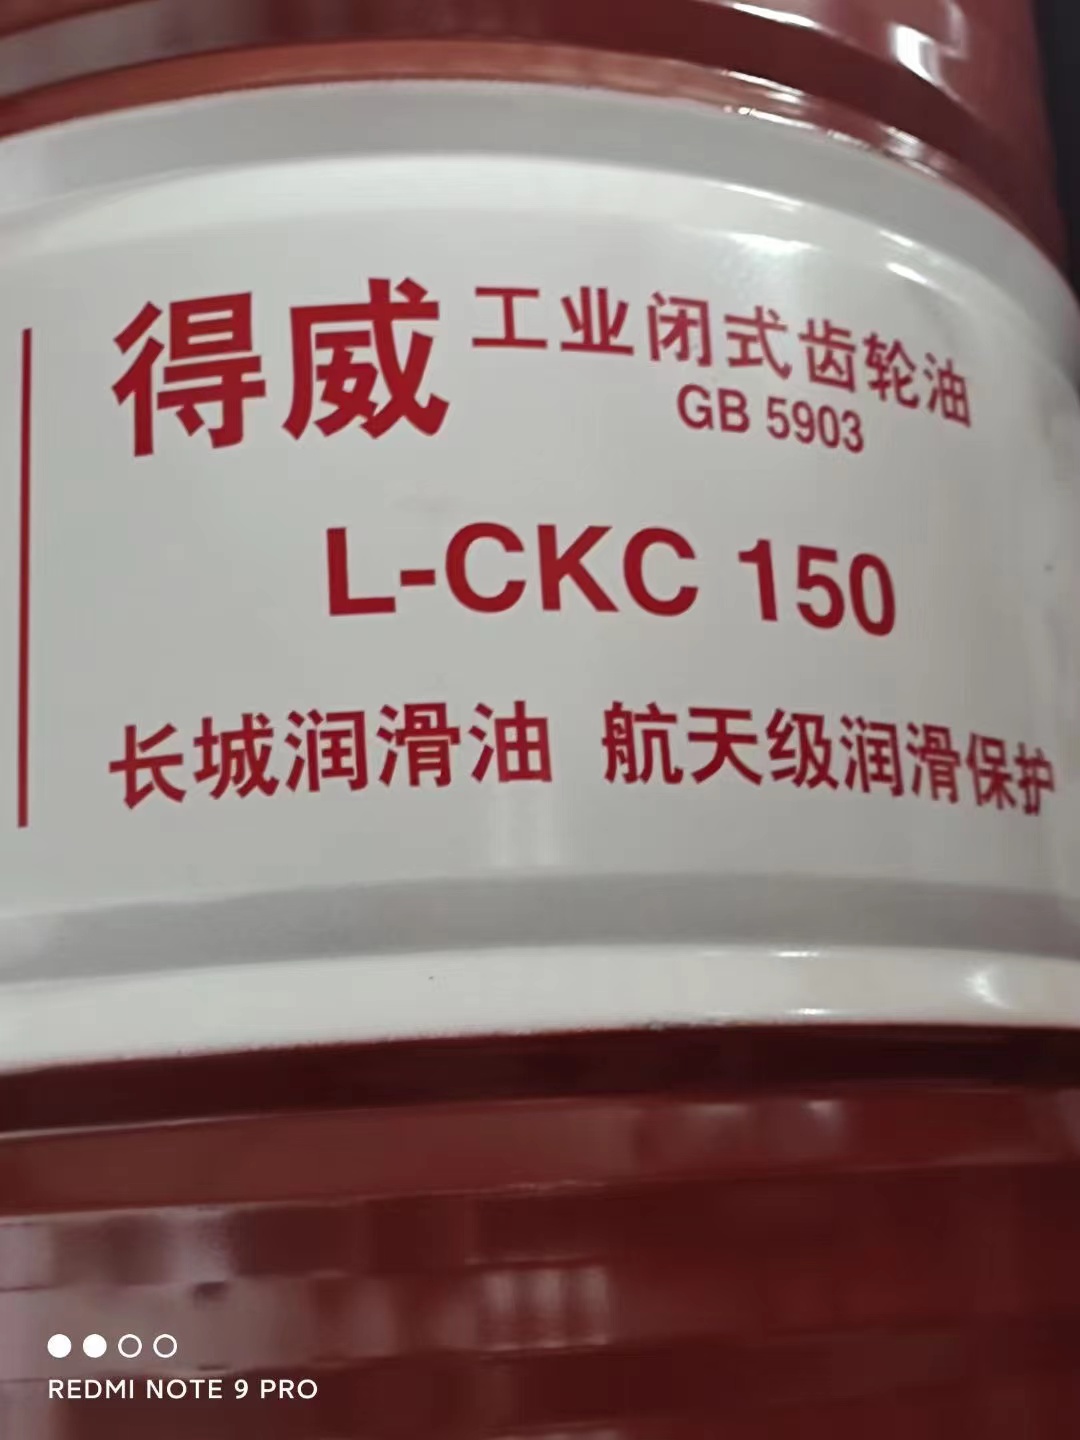 得威 工业闭式齿轮油
GB 5903
L-CKC 150
长城润滑油 航天级润滑保护
REDMI NOTE 9 PRO